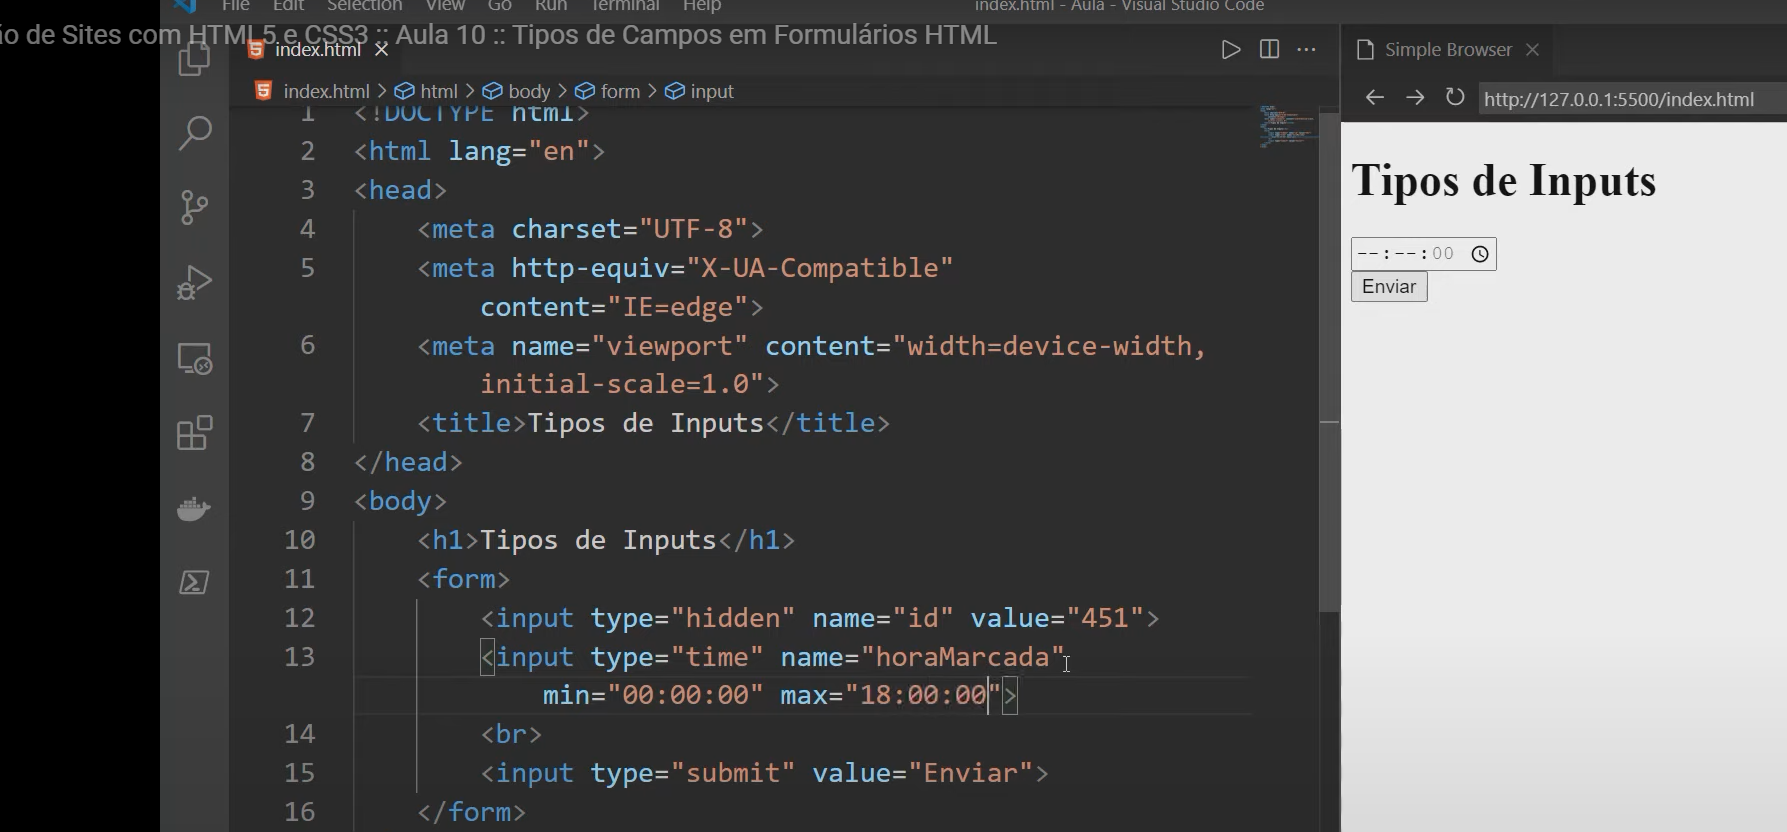 File Edit Selection View Go Run Terminal Help
index.html - Aula - Visual Studio Code
ão de Sites com HTML5 e CSS3 :: Aula 10 :: Tipos de Campos em Formulários HTML
index.html
index.html > html > body > form > input
1 <!DOCTYPE html>
2 <html lang="en">
3 <head>
4 <meta charset="UTF-8">
5 <meta http-equiv="X-UA-Compatible"
content="IE=edge">
6 <meta name="viewport" content="width=device-width,
initial-scale=1.0">
7 <title>Tipos de Inputs</title>
8 </head>
9 <body>
10 <h1>Tipos de Inputs</h1>
11 <form>
12 <input type="hidden" name="id" value="451">
13 <input type="time" name="horaMarcada"
min="00:00:00" max="18:00:00">
14 <br>
15 <input type="submit" value="Enviar">
16 </form>
Simple Browser
http://127.0.0.1:5500/index.html
Tipos de Inputs
--:--:00
Enviar